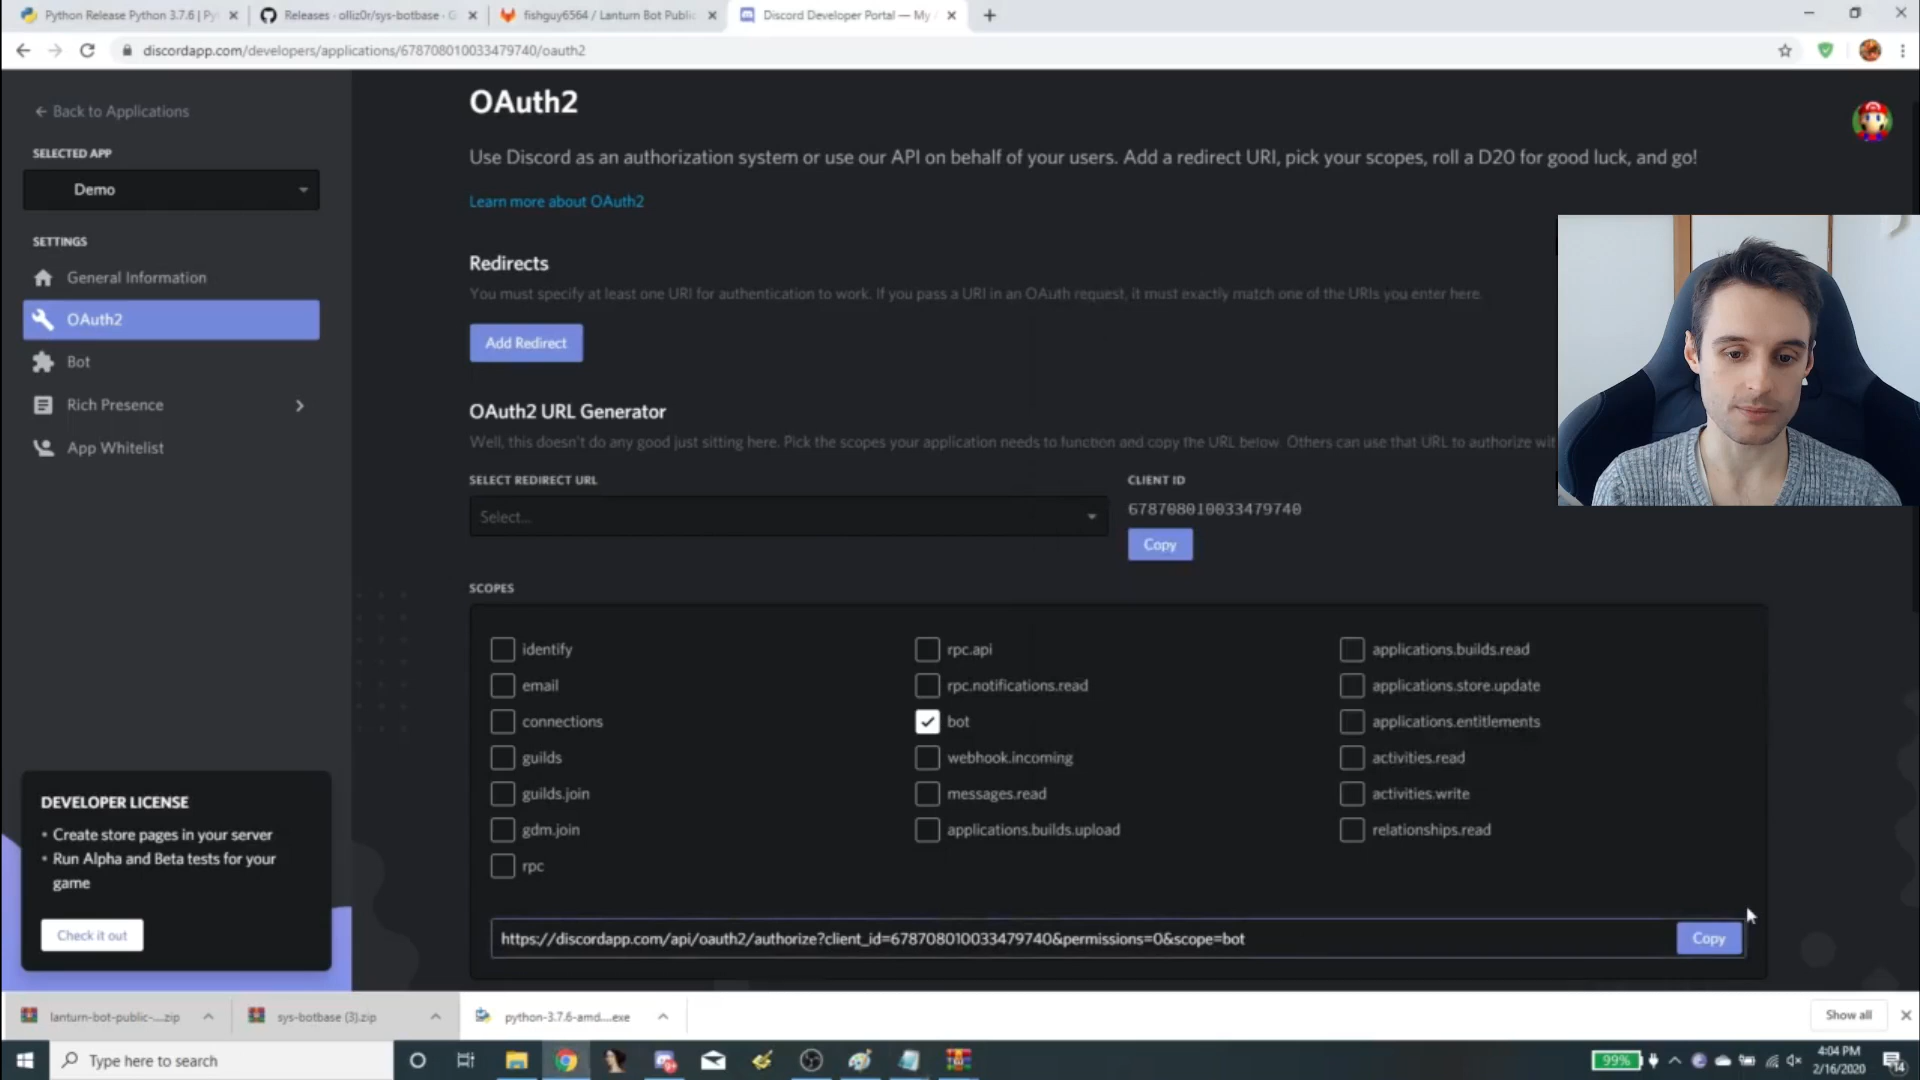 Python Release Python 3.7.6 | Py
Releases · olliz0r/sys-botbase · G
fishguy6564 / Lanturn Bot Public
Discord Developer Portal — My
discordapp.com/developers/applications/678708010033479740/oauth2
← Back to Applications
SELECTED APP
Demo
SETTINGS
General Information
OAuth2
Bot
Rich Presence
App Whitelist
DEVELOPER LICENSE
• Create store pages in your server
• Run Alpha and Beta tests for your
game
Check it out
OAuth2
Use Discord as an authorization system or use our API on behalf of your users. Add a redirect URI, pick your scopes, roll a D20 for good luck, and go!
Learn more about OAuth2
Redirects
You must specify at least one URI for authentication to work. If you pass a URI in an OAuth request, it must exactly match one of the URIs you enter here.
Add Redirect
OAuth2 URL Generator
Well, this doesn't do any good just sitting here. Pick the scopes your application needs to function and copy the URL below. Others can use that URL to authorize wit
SELECT REDIRECT URL
Select...
CLIENT ID
678708010033479740
Copy
SCOPES
identify
email
connections
guilds
guilds.join
gdm.join
rpc
rpc.api
rpc.notifications.read
bot
webhook.incoming
messages.read
applications.builds.upload
applications.builds.read
applications.store.update
applications.entitlements
activities.read
activities.write
relationships.read
https://discordapp.com/api/oauth2/authorize?client_id=678708010033479740&permissions=0&scope=bot
Copy
lanturn-bot-public-....zip
sys-botbase (3).zip
python-3.7.6-amd....exe
Show all
Type here to search
99%
4:04 PM
2/16/2020
14